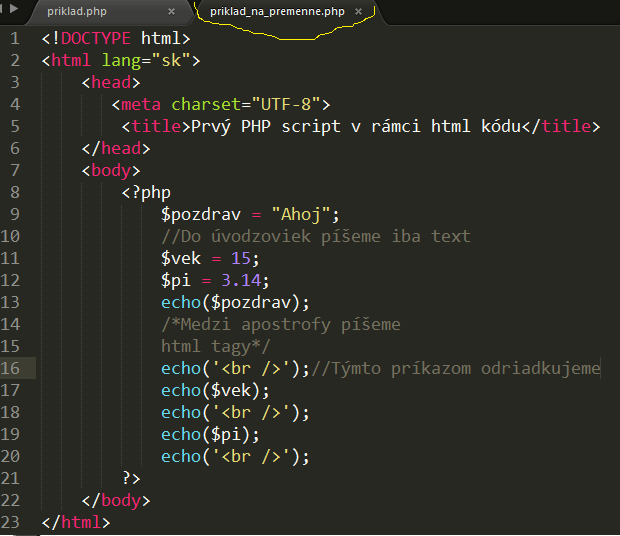 priklad.php × priklad_na_premenne.php ×
1 <!DOCTYPE html>
2 <html lang="sk">
3     <head>
4        <meta charset="UTF-8">
5         <title>Prvý PHP script v rámci html kódu</title>
6     </head>
7     <body>
8         <?php
9             $pozdrav = "Ahoj";
10             //Do úvodzoviek píšeme iba text
11             $vek = 15;
12             $pi = 3.14;
13             echo($pozdrav);
14             /*Medzi apostrofy píšeme
15             html tagy*/
16             echo('<br />');//Týmto príkazom odriadkujeme
17             echo($vek);
18             echo('<br />');
19             echo($pi);
20             echo('<br />');
21         ?>
22     </body>
23 </html>